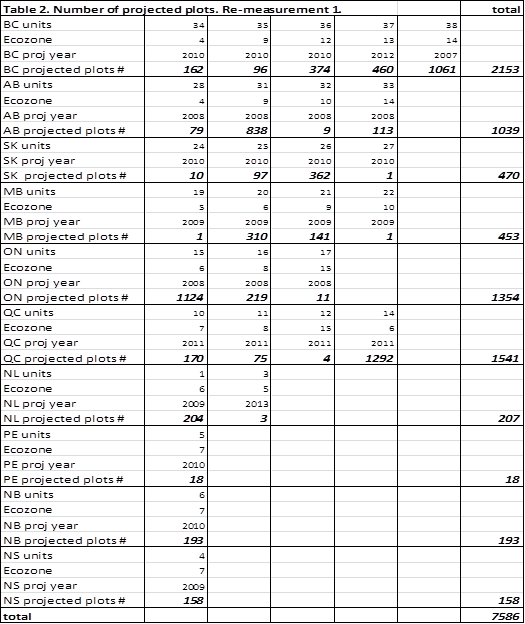 Table 2. Number of projected plots. Re-measurement 1. total
BC units 34 35 36 37 38
Ecozone 4 9 12 13 14
BC proj year 2010 2010 2010 2012 2007
BC projected plots # 162 96 374 460 1061 2153
AB units 28 31 32 33
Ecozone 4 9 10 14
AB proj year 2008 2008 2008 2008
AB projected plots # 79 838 9 113 1039
SK units 24 25 26 27
SK proj year 2010 2010 2010 2010
SK projected plots # 10 97 362 1 470
MB units 19 20 21 22
Ecozone 5 6 9 10
MB proj year 2009 2009 2009 2009
MB projected plots # 1 310 141 1 453
ON units 15 16 17
Ecozone 6 8 15
ON proj year 2008 2008 2008
ON projected plots # 1124 219 11 1354
QC units 10 11 12 14
Ecozone 7 8 15 6
QC proj year 2011 2011 2011 2011
QC projected plots # 170 75 4 1292 1541
NL units 1 3
Ecozone 6 5
NL proj year 2009 2013
NL projected plots # 204 3 207
PE units 5
Ecozone 7
PE proj year 2010
PE projected plots # 18 18
NB units 6
Ecozone 7
NB proj year 2010
NB projected plots # 193 193
NS units 4
Ecozone 7
NS proj year 2009
NS projected plots # 158 158
total 7586